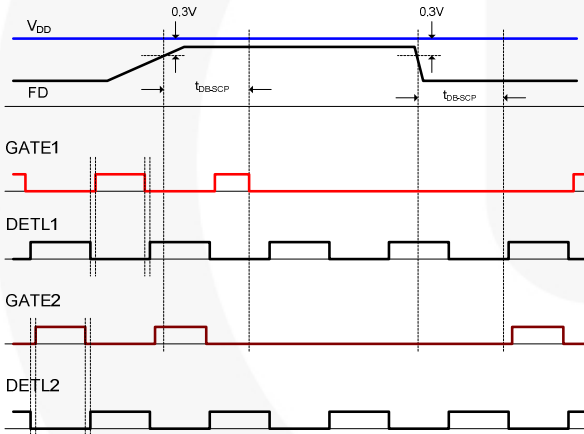 0.3V
0.3V
VDD
FD
tDB-SCP
tDB-SCP
GATE1
DETL1
GATE2
DETL2